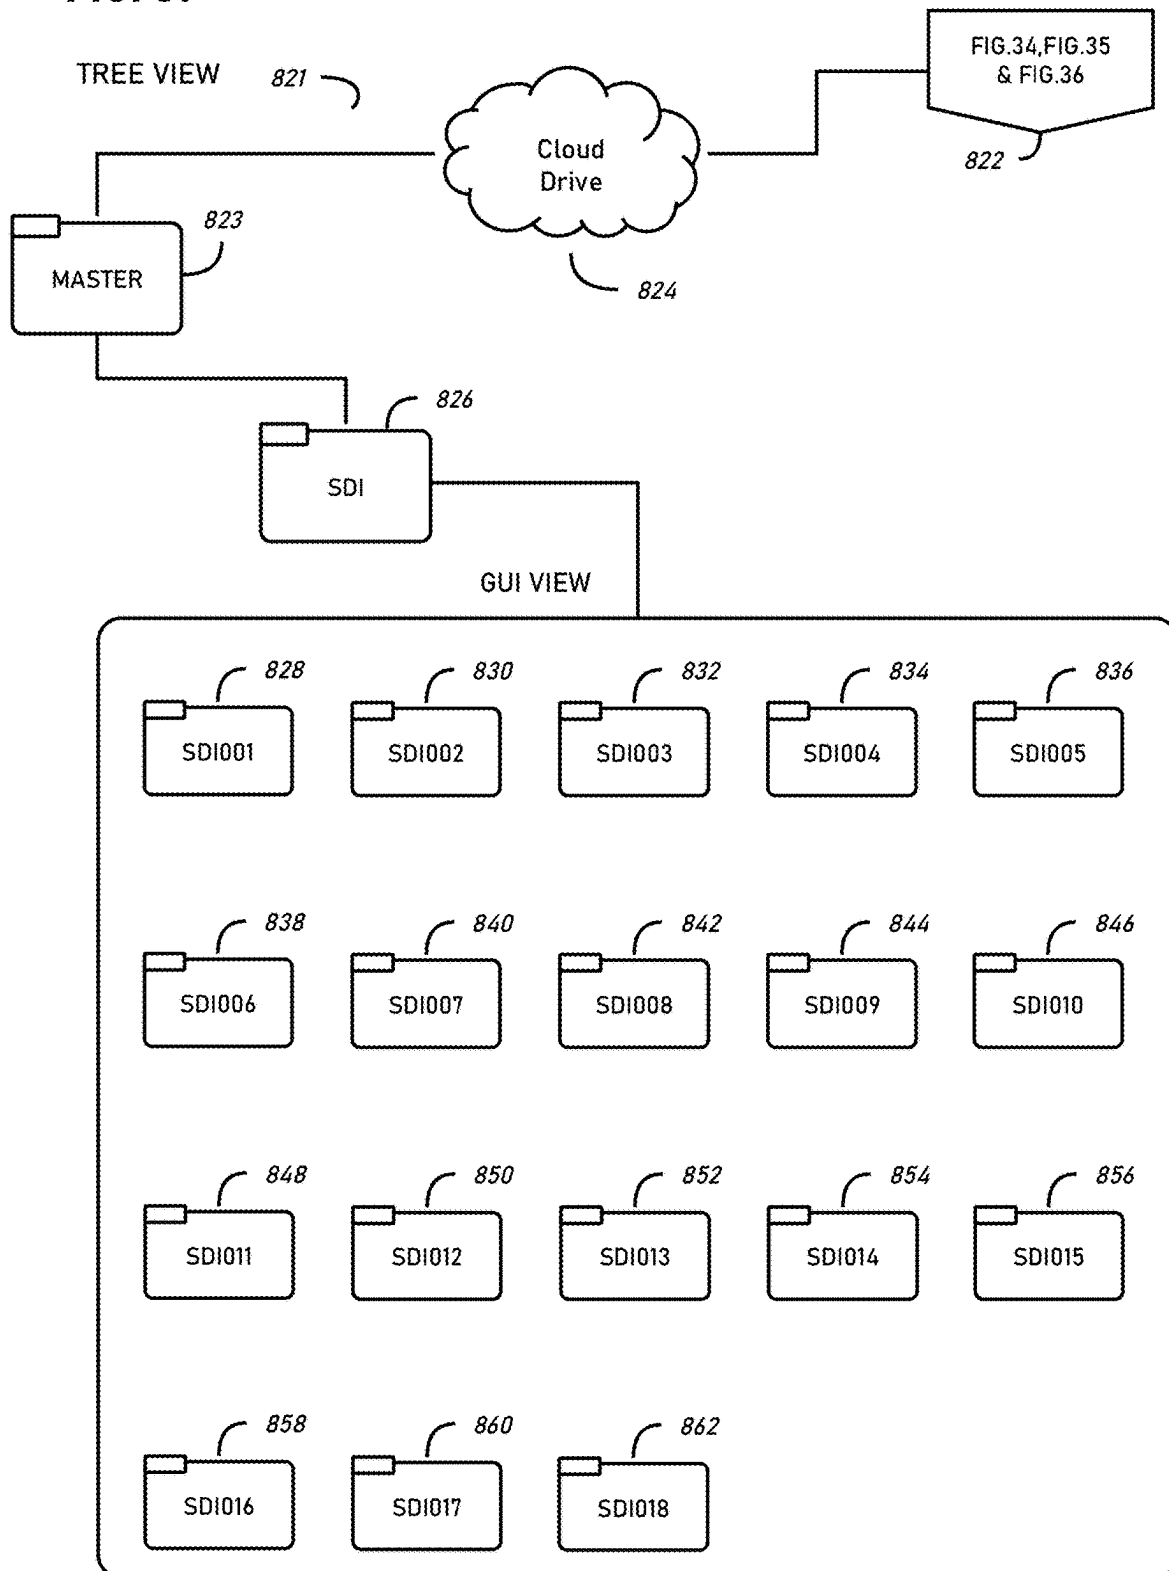 TREE VIEW
821
Cloud
Drive
FIG.34,FIG.35
& FIG.36
822
823
MASTER
824
826
SDI
GUI VIEW
828 830 832 834 836
SDI001 SDI002 SDI003 SDI004 SDI005
838 840 842 844 846
SDI006 SDI007 SDI008 SDI009 SDI010
848 850 852 854 856
SDI011 SDI012 SDI013 SDI014 SDI015
858 860 862
SDI016 SDI017 SDI018